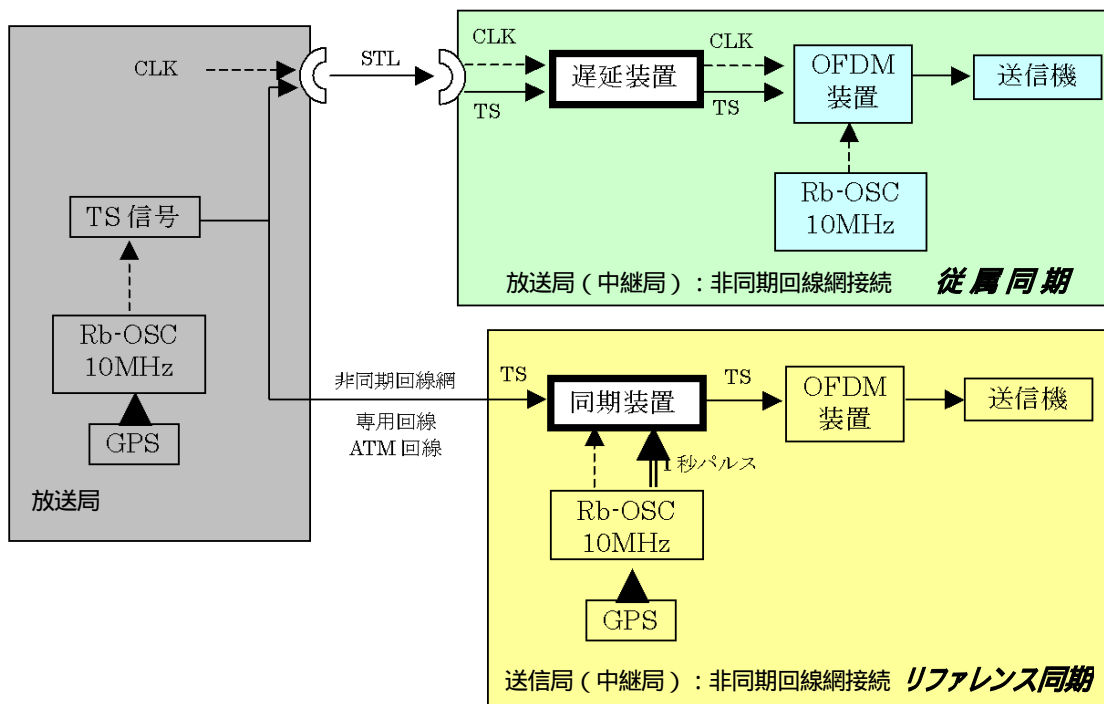 CLK
STL
TS 信号
Rb-OSC
10MHz
GPS
放送局
CLK
TS
遅延装置
CLK
TS
OFDM
装置
送信機
Rb-OSC
10MHz
放送局（中継局）：非同期回線網接続 従属同期
非同期回線網
専用回線
ATM 回線
TS
同期装置
TS
OFDM
装置
送信機
1 秒パルス
Rb-OSC
10MHz
GPS
送信局（中継局）：非同期回線網接続 リファレンス同期